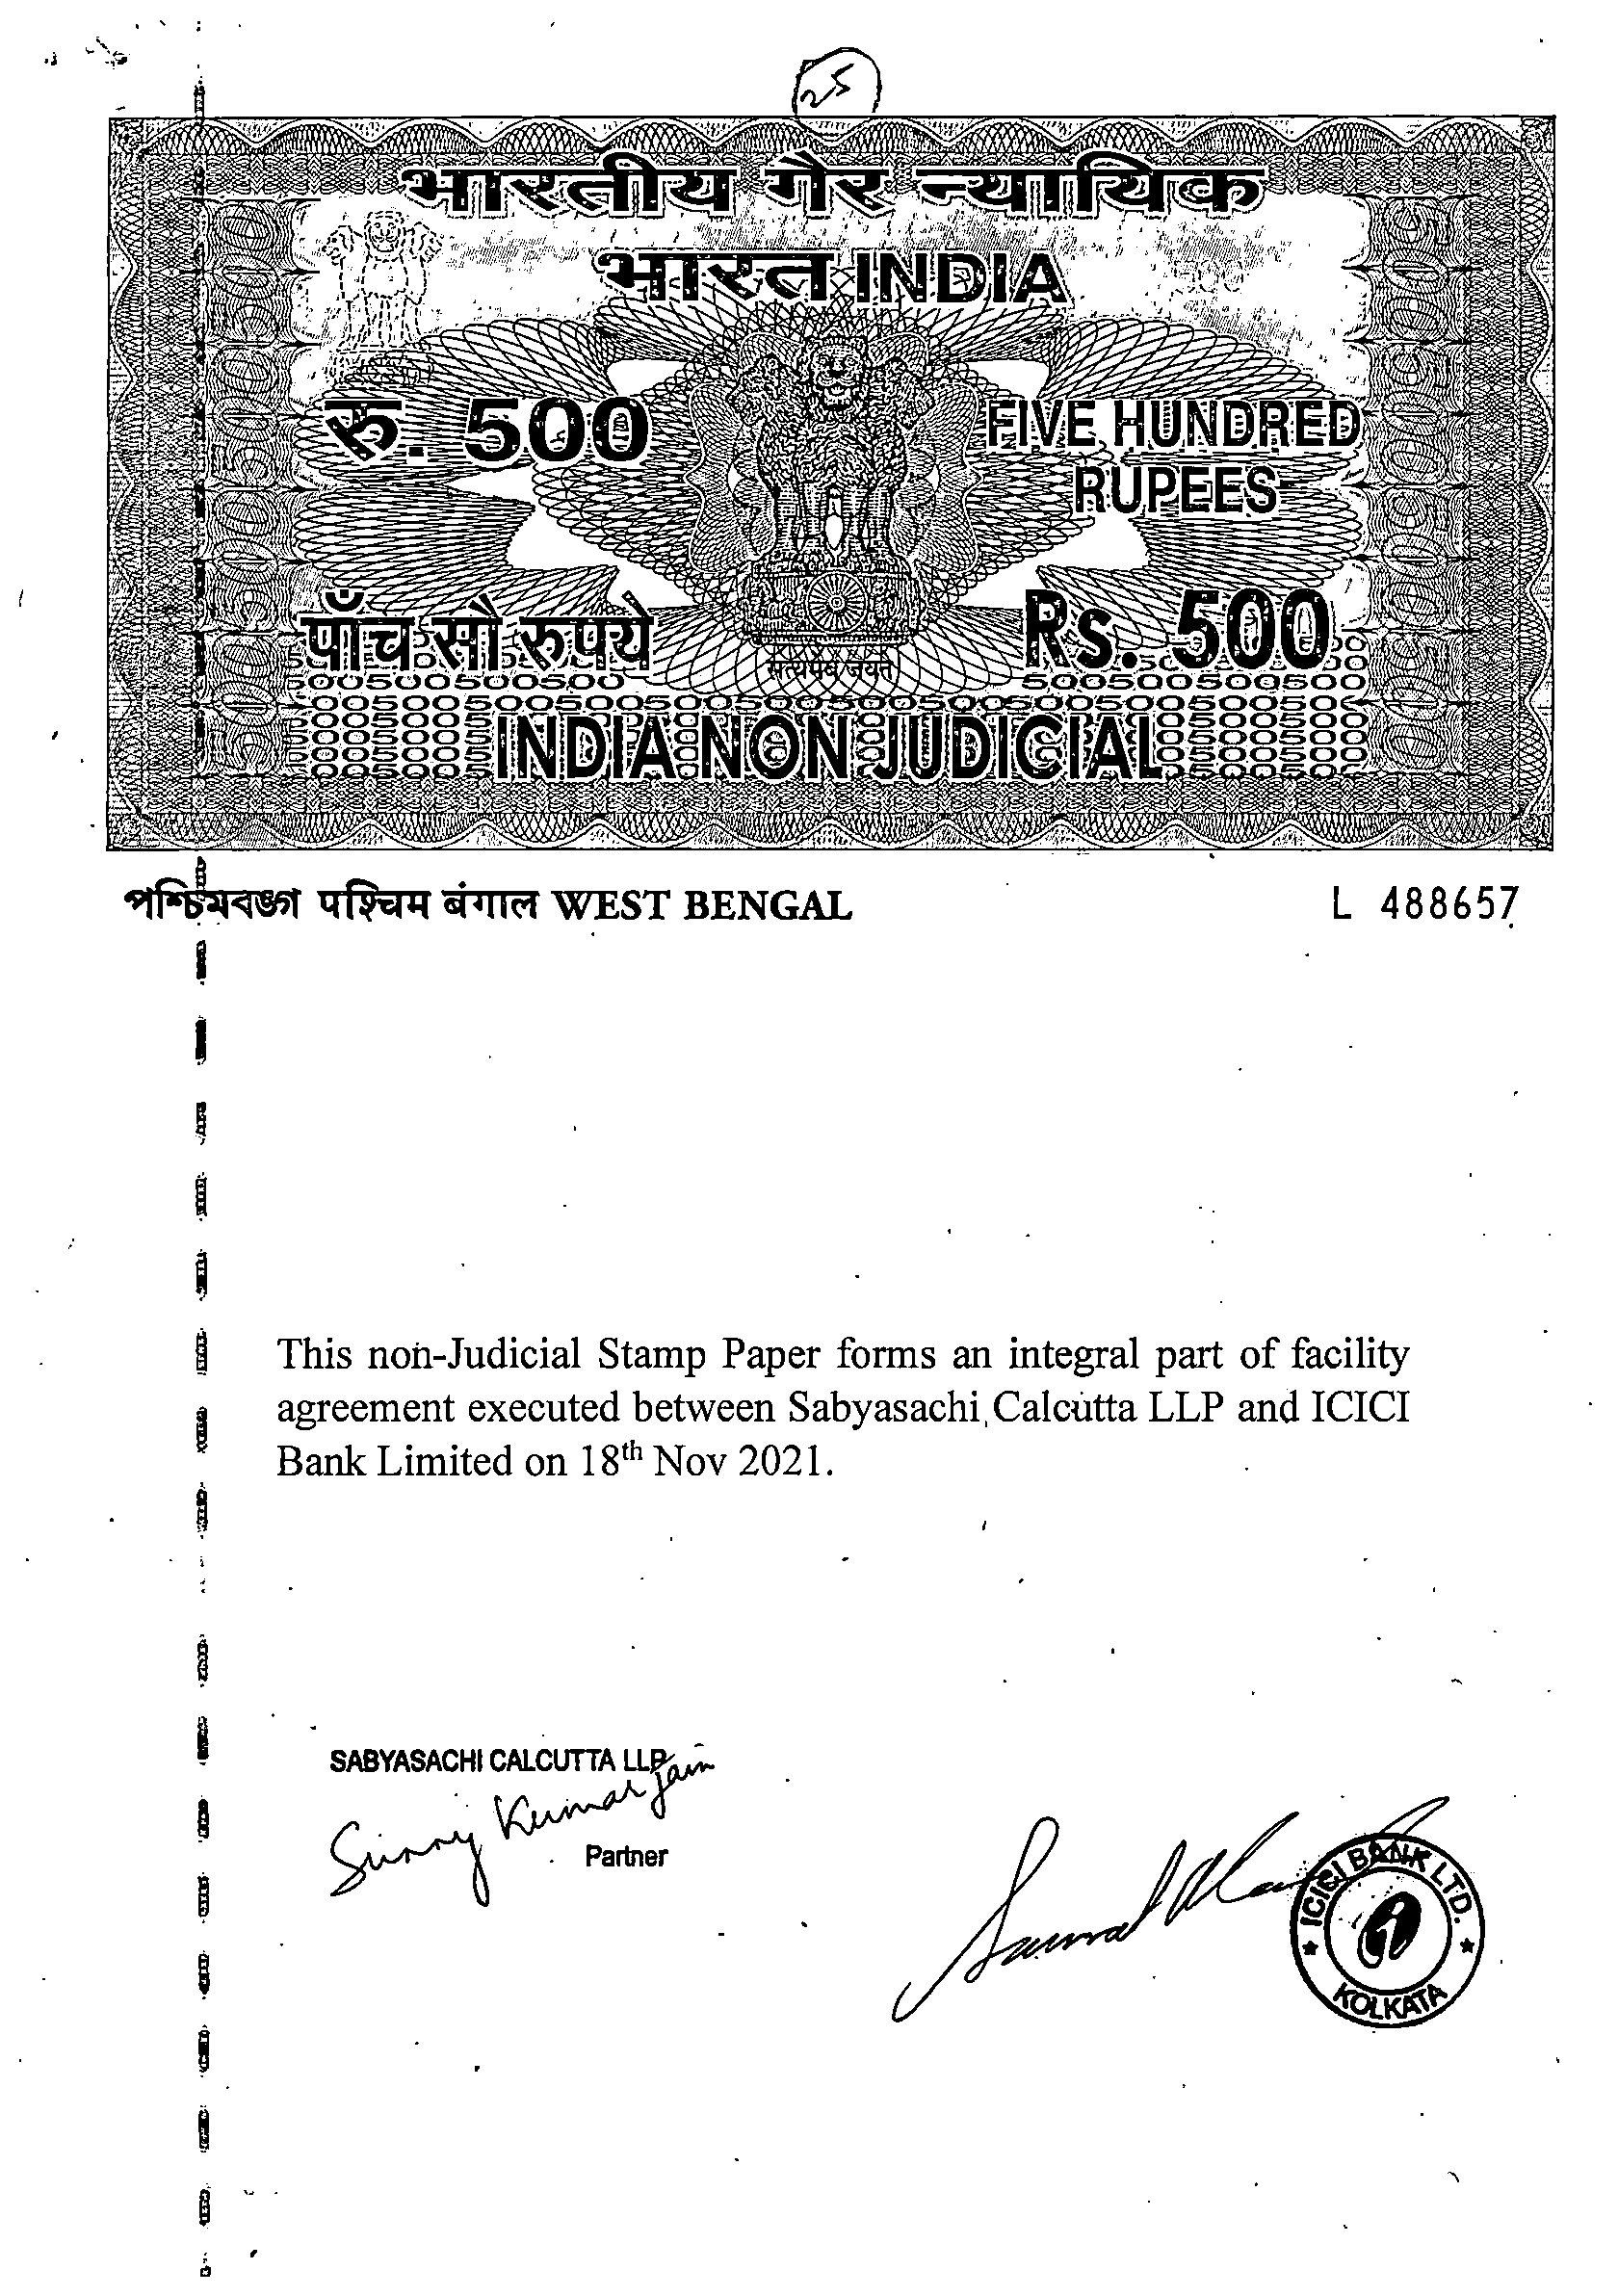 25
भारतीय गैर न्यायिक
भारत INDIA
रु. 500
FIVE HUNDRED
RUPEES
पाँच सौ रुपये
Rs. 500
सत्यमेव जयते
INDIA NON JUDICIAL
পশ্চিমবঙ্গ पश्चिम बंगाल WEST BENGAL
L 488657
This non-Judicial Stamp Paper forms an integral part of facility
agreement executed between Sabyasachi Calcutta LLP and ICICI
Bank Limited on 18th Nov 2021.
SABYASACHI CALCUTTA LLP
Sunny Kumar Jain
Partner
ICICI BANK LTD.
KOLKATA